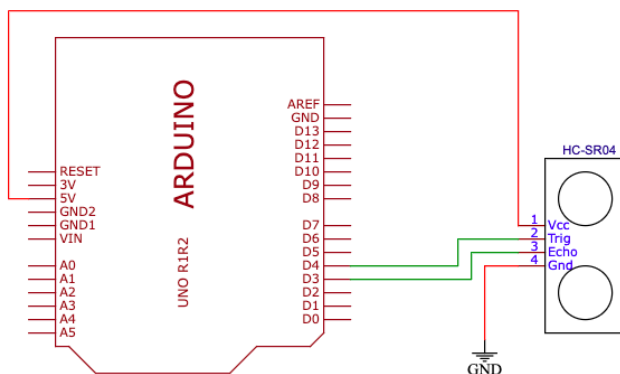 AREF
GND
D13
D12
D11
D10
D9
D8
D7
D6
D5
D4
D3
D2
D1
D0
RESET
3V
5V
GND2
GND1
VIN
A0
A1
A2
A3
A4
A5
ARDUINO
UNO R1R2
HC-SR04
1 Vcc
2 Trig
3 Echo
4 Gnd
GND